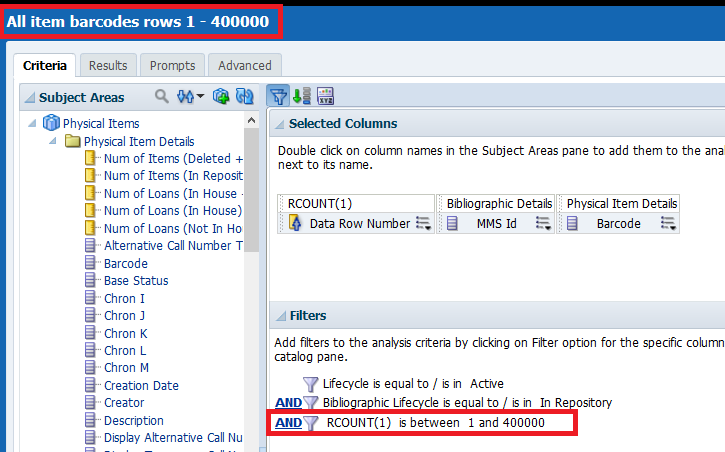 All item barcodes rows 1 - 400000
Criteria
Results
Prompts
Advanced
Subject Areas
Physical Items
Physical Item Details
Num of Items (Deleted +
Num of Items (In Reposit
Num of Loans (In House +
Num of Loans (In House)
Num of Loans (Not In Ho
Alternative Call Number T
Barcode
Base Status
Chron I
Chron J
Chron K
Chron L
Chron M
Creation Date
Creator
Description
Display Alternative Call Nu
XYZ
Selected Columns
Double click on column names in the Subject Areas pane to add them to the anal
next to its name.
RCOUNT(1)
Bibliographic Details
Physical Item Details
Data Row Number
MMS Id
Barcode
Filters
Add filters to the analysis criteria by clicking on Filter option for the specific column
catalog pane.
Lifecycle is equal to / is in Active
AND Bibliographic Lifecycle is equal to / is in In Repository
AND RCOUNT(1) is between 1 and 400000